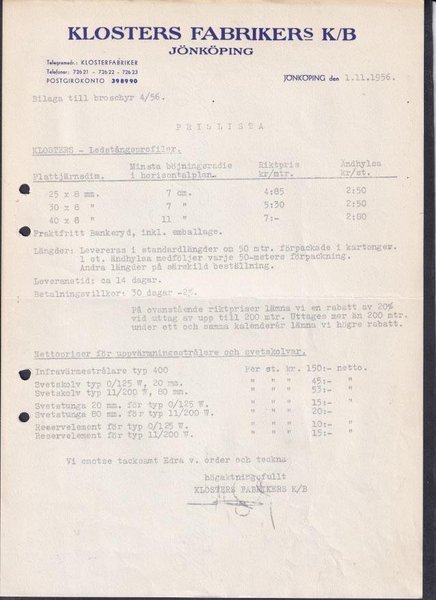 KLOSTERS FABRIKERS K/B
JÖNKÖPING
Telegramadr.: KLOSTERFABRIKER
Telefoner: 72621 - 72622 - 72623
POSTGIROKONTO 398990
JÖNKÖPING den 1.11.1956.
Bilaga till broschyr 4/56.
PRISLISTA
KLOSTERS - Ledstångsprofiler.
Plattjärnsdim. Minsta böjningsradie i horisontalplan. Riktpris kr/mtr. Ändhylsa kr/st.
25 x 8 mm. 7 cm. 4:85 2:50
30 x 8 " 7 " 5:30 2:50
40 x 8 " 11 " 7:- 2:80
Fraktfritt Bankeryd, inkl. emballage.
Längder: Levereras i standardlängder om 50 mtr. förpackade i kartonger.
1 st. Ändhylsa medföljer varje 50-meters förpackning.
Andra längder på särskild beställning.
Leveranstid: ca 14 dagar.
Betalningsvillkor: 30 dagar -2%.
På ovanstående riktpriser lämna vi en rabatt av 20%
vid uttag av upp till 200 mtr. Uttages mer än 200 mtr.
under ett och samma kalenderår lämna vi högre rabatt.
Nettopriser för uppvärmningsstrålare och svetskolvar.
Infravärmestrålare typ 400 Per st. kr. 150:- netto.
Svetskolv typ 0/125 W, 20 mm. " " " 45:- "
Svetskolv typ 11/200 W, 80 mm. " " " 53:- "
Svetstunga 20 mm. för typ 0/125 W. " " " 15:- "
Svetstunga 80 mm. för typ 11/200 W. " " " 20:- "
Reservelement för typ 0/125 W. " " " 10:- "
Reservelement för typ 11/200 W. " " " 15:- "
Vi emotse tacksamt Edra v. order och teckna
högaktningsfullt
KLOSTERS FABRIKERS K/B